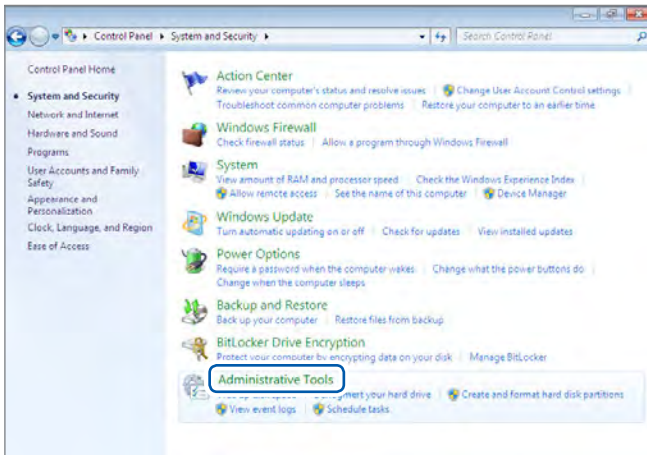 Control Panel System and Security Search Control Panel
Control Panel Home
System and Security
Network and Internet
Hardware and Sound
Programs
User Accounts and Family
Safety
Appearance and
Personalization
Clock, Language, and Region
Ease of Access
Action Center
Review your computer's status and resolve issues Change User Account Control settings
Troubleshoot common computer problems Restore your computer to an earlier time
Windows Firewall
Check firewall status Allow a program through Windows Firewall
System
View amount of RAM and processor speed Check the Windows Experience Index
Allow remote access See the name of this computer Device Manager
Windows Update
Turn automatic updating on or off Check for updates View installed updates
Power Options
Require a password when the computer wakes Change what the power buttons do
Change when the computer sleeps
Backup and Restore
Back up your computer Restore files from backup
BitLocker Drive Encryption
Protect your computer by encrypting data on your disk Manage BitLocker
Administrative Tools
your hard drive Create and format hard disk partitions
View event logs Schedule tasks